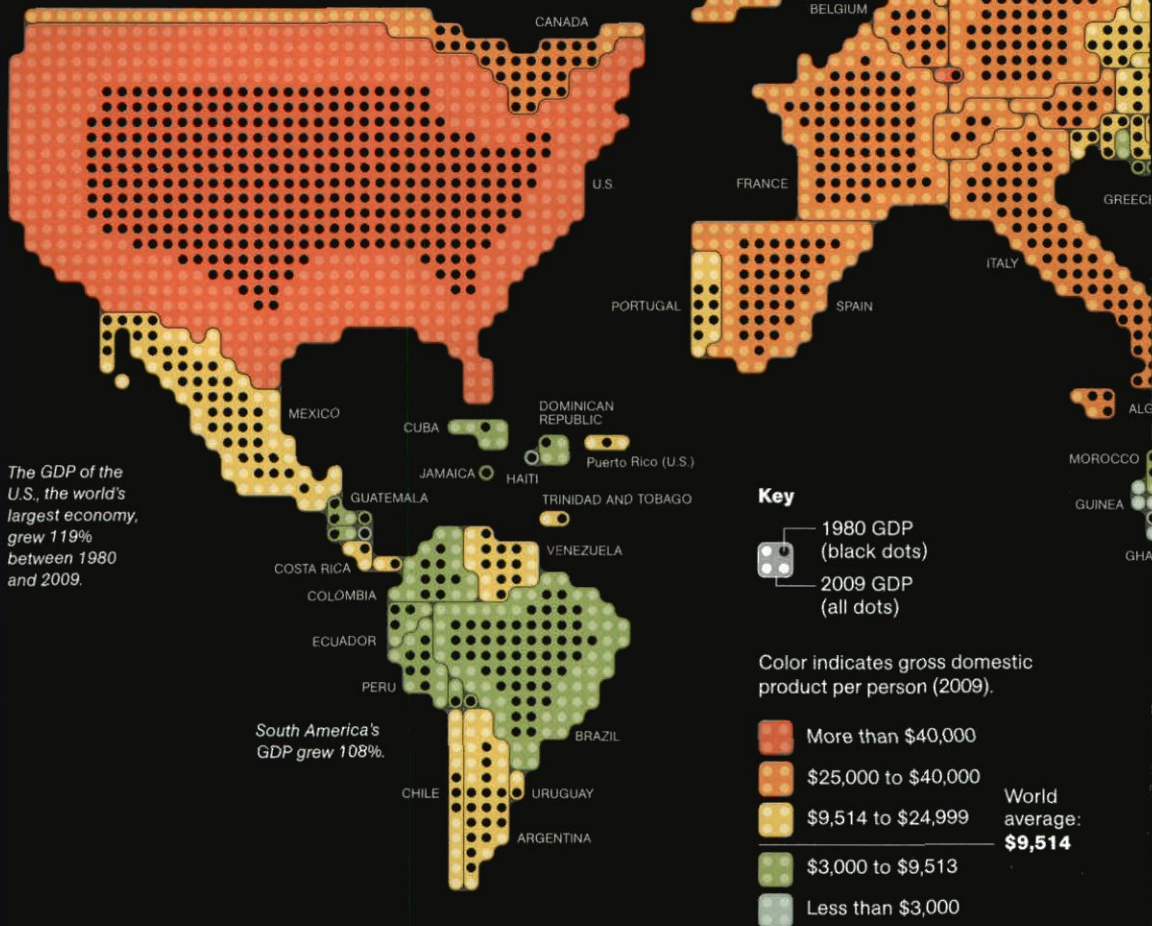 CANADA
BELGIUM
U.S.
FRANCE
GREEC
ITALY
PORTUGAL
SPAIN
MEXICO
CUBA
DOMINICAN
REPUBLIC
Puerto Rico (U.S.)
JAMAICA
HAITI
ALG
MOROCCO
GUINEA
GHA
The GDP of the
U.S., the world's
largest economy,
grew 119%
between 1980
and 2009.
GUATEMALA
TRINIDAD AND TOBAGO
VENEZUELA
COSTA RICA
COLOMBIA
ECUADOR
PERU
South America's
GDP grew 108%.
BRAZIL
CHILE
URUGUAY
ARGENTINA
Key
1980 GDP
(black dots)
2009 GDP
(all dots)
Color indicates gross domestic
product per person (2009).
More than $40,000
$25,000 to $40,000
$9,514 to $24,999
World
average:
$9,514
$3,000 to $9,513
Less than $3,000